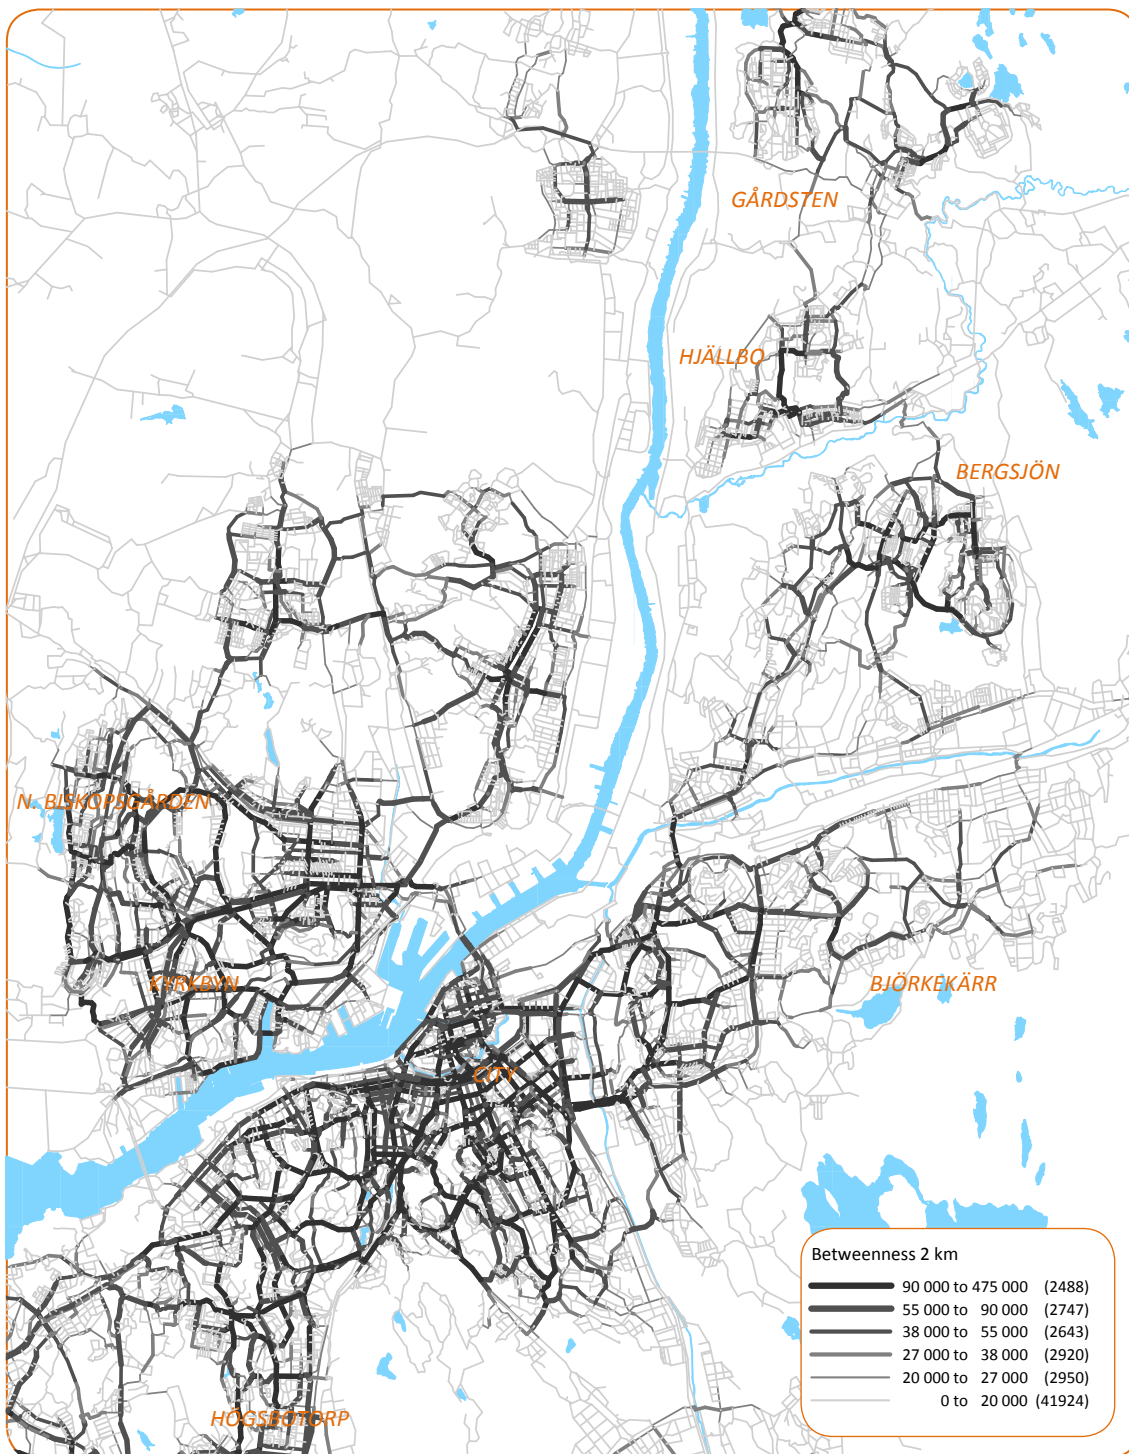 GÅRDSTEN
HJÄLLBO
BERGSJÖN
N. BISKOPSGÅRDEN
KYRKBYN
BJÖRKEKÄRR
CITY
HÖGSBOTORP
Betweenness 2 km
90 000 to 475 000 (2488)
55 000 to 90 000 (2747)
38 000 to 55 000 (2643)
27 000 to 38 000 (2920)
20 000 to 27 000 (2950)
0 to 20 000 (41924)